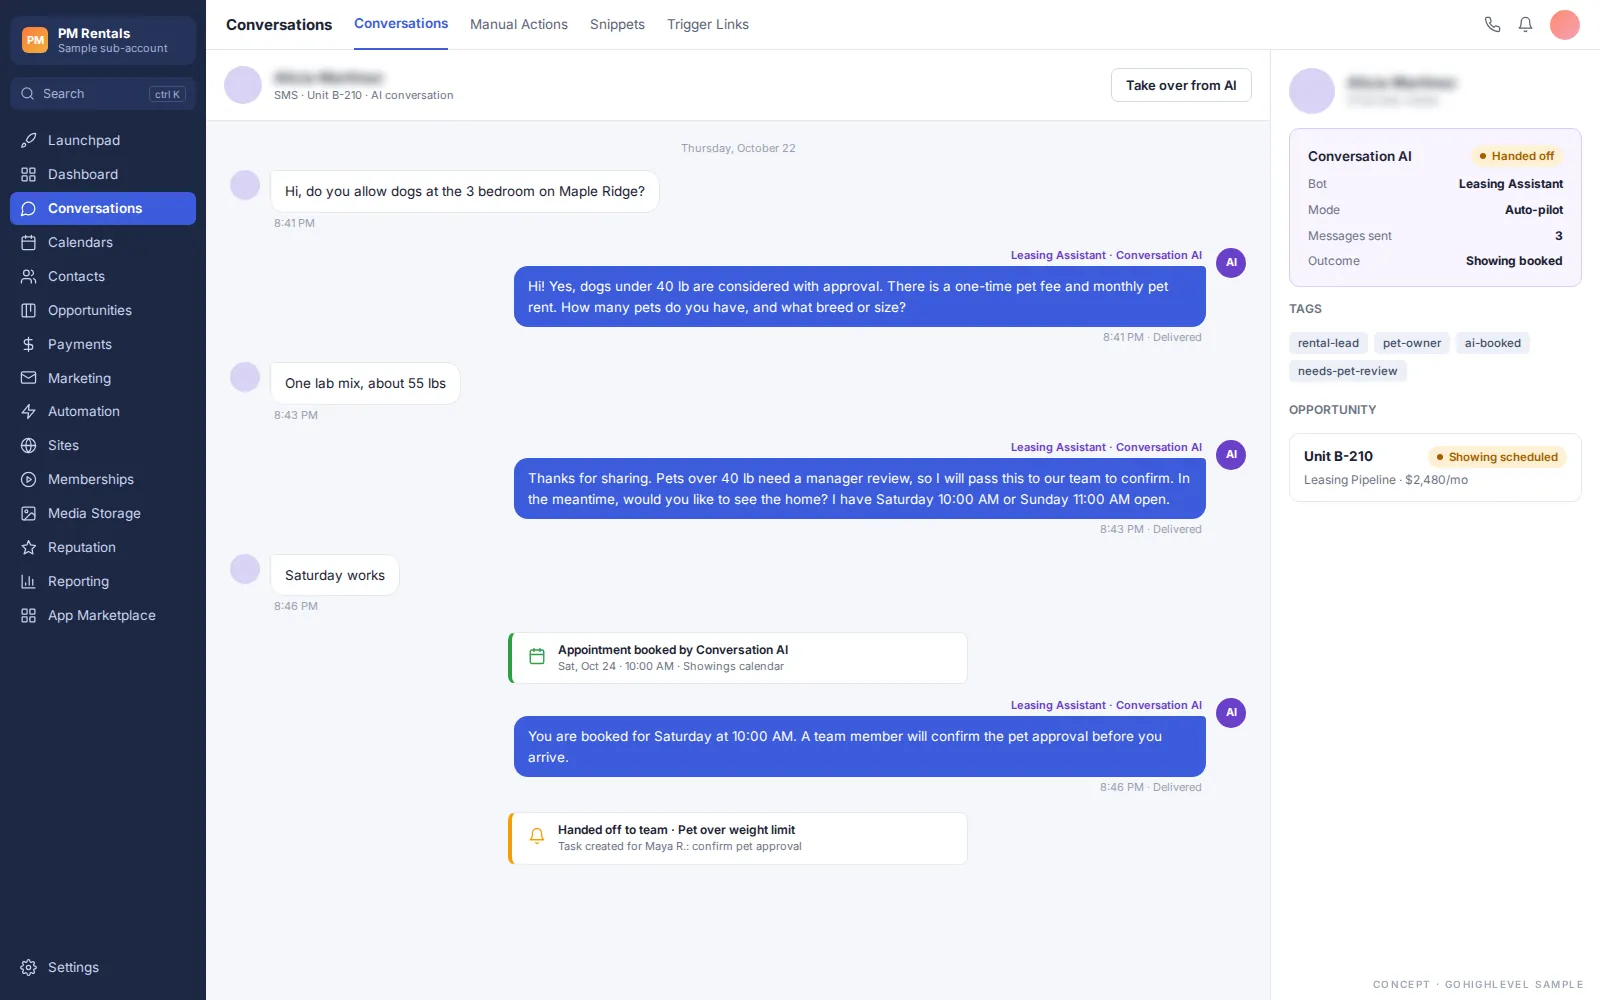 PM
PM Rentals
Sample sub-account
Search
ctrl K
Launchpad
Dashboard
Conversations
Calendars
Contacts
Opportunities
Payments
Marketing
Automation
Sites
Memberships
Media Storage
Reputation
Reporting
App Marketplace
Settings
Conversations
Conversations
Manual Actions
Snippets
Trigger Links
SMS · Unit B-210 · AI conversation
Take over from AI
Thursday, October 22
Hi, do you allow dogs at the 3 bedroom on Maple Ridge?
8:41 PM
Leasing Assistant · Conversation AI
AI
Hi! Yes, dogs under 40 lb are considered with approval. There is a one-time pet fee and monthly pet
rent. How many pets do you have, and what breed or size?
8:41 PM · Delivered
One lab mix, about 55 lbs
8:43 PM
Leasing Assistant · Conversation AI
AI
Thanks for sharing. Pets over 40 lb need a manager review, so I will pass this to our team to confirm. In
the meantime, would you like to see the home? I have Saturday 10:00 AM or Sunday 11:00 AM open.
8:43 PM · Delivered
Saturday works
8:46 PM
Appointment booked by Conversation AI
Sat, Oct 24 · 10:00 AM · Showings calendar
Leasing Assistant · Conversation AI
AI
You are booked for Saturday at 10:00 AM. A team member will confirm the pet approval before you
arrive.
8:46 PM · Delivered
Handed off to team · Pet over weight limit
Task created for Maya R.: confirm pet approval
Conversation AI
Handed off
Bot
Leasing Assistant
Mode
Auto-pilot
Messages sent
3
Outcome
Showing booked
TAGS
rental-lead
pet-owner
ai-booked
needs-pet-review
OPPORTUNITY
Unit B-210
Showing scheduled
Leasing Pipeline · $2,480/mo
CONCEPT · GOHIGHLEVEL SAMPLE